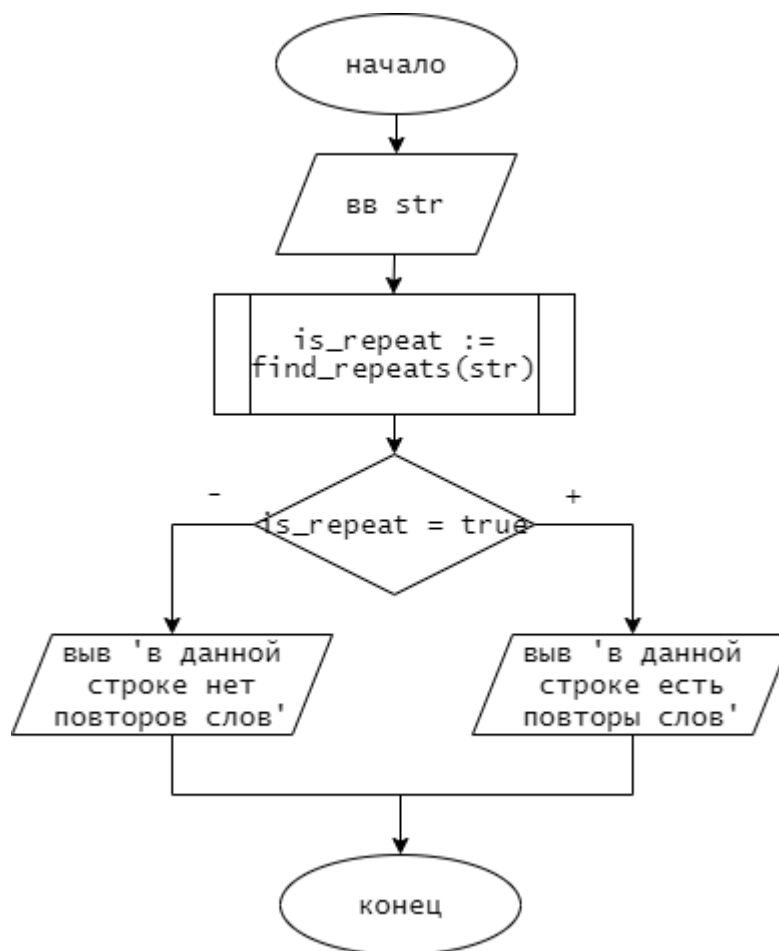 начало
вв str
is_repeat :=
find_repeats(str)
-
+
is_repeat = true
выв 'в данной
строке нет
повторов слов'
выв 'в данной
строке есть
повторы слов'
конец